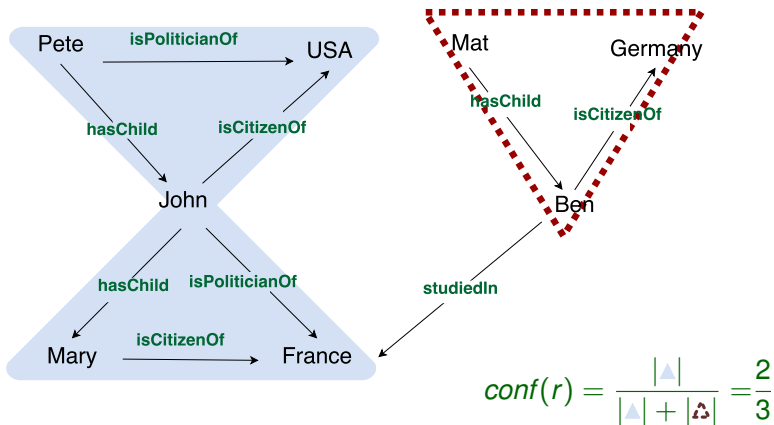 Pete isPoliticianOf USA
Mat Germany
hasChild isCitizenOf
hasChild isCitizenOf
John
Ben
hasChild isPoliticianOf
studiedIn
isCitizenOf
Mary France
conf(r) = | | / | | + | | = 2/3